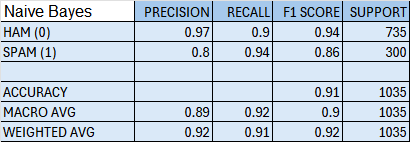 Naive Bayes PRECISION RECALL F1 SCORE SUPPORT
HAM (0) 0.97 0.9 0.94 735
SPAM (1) 0.8 0.94 0.86 300
ACCURACY 0.91 1035
MACRO AVG 0.89 0.92 0.9 1035
WEIGHTED AVG 0.92 0.91 0.92 1035